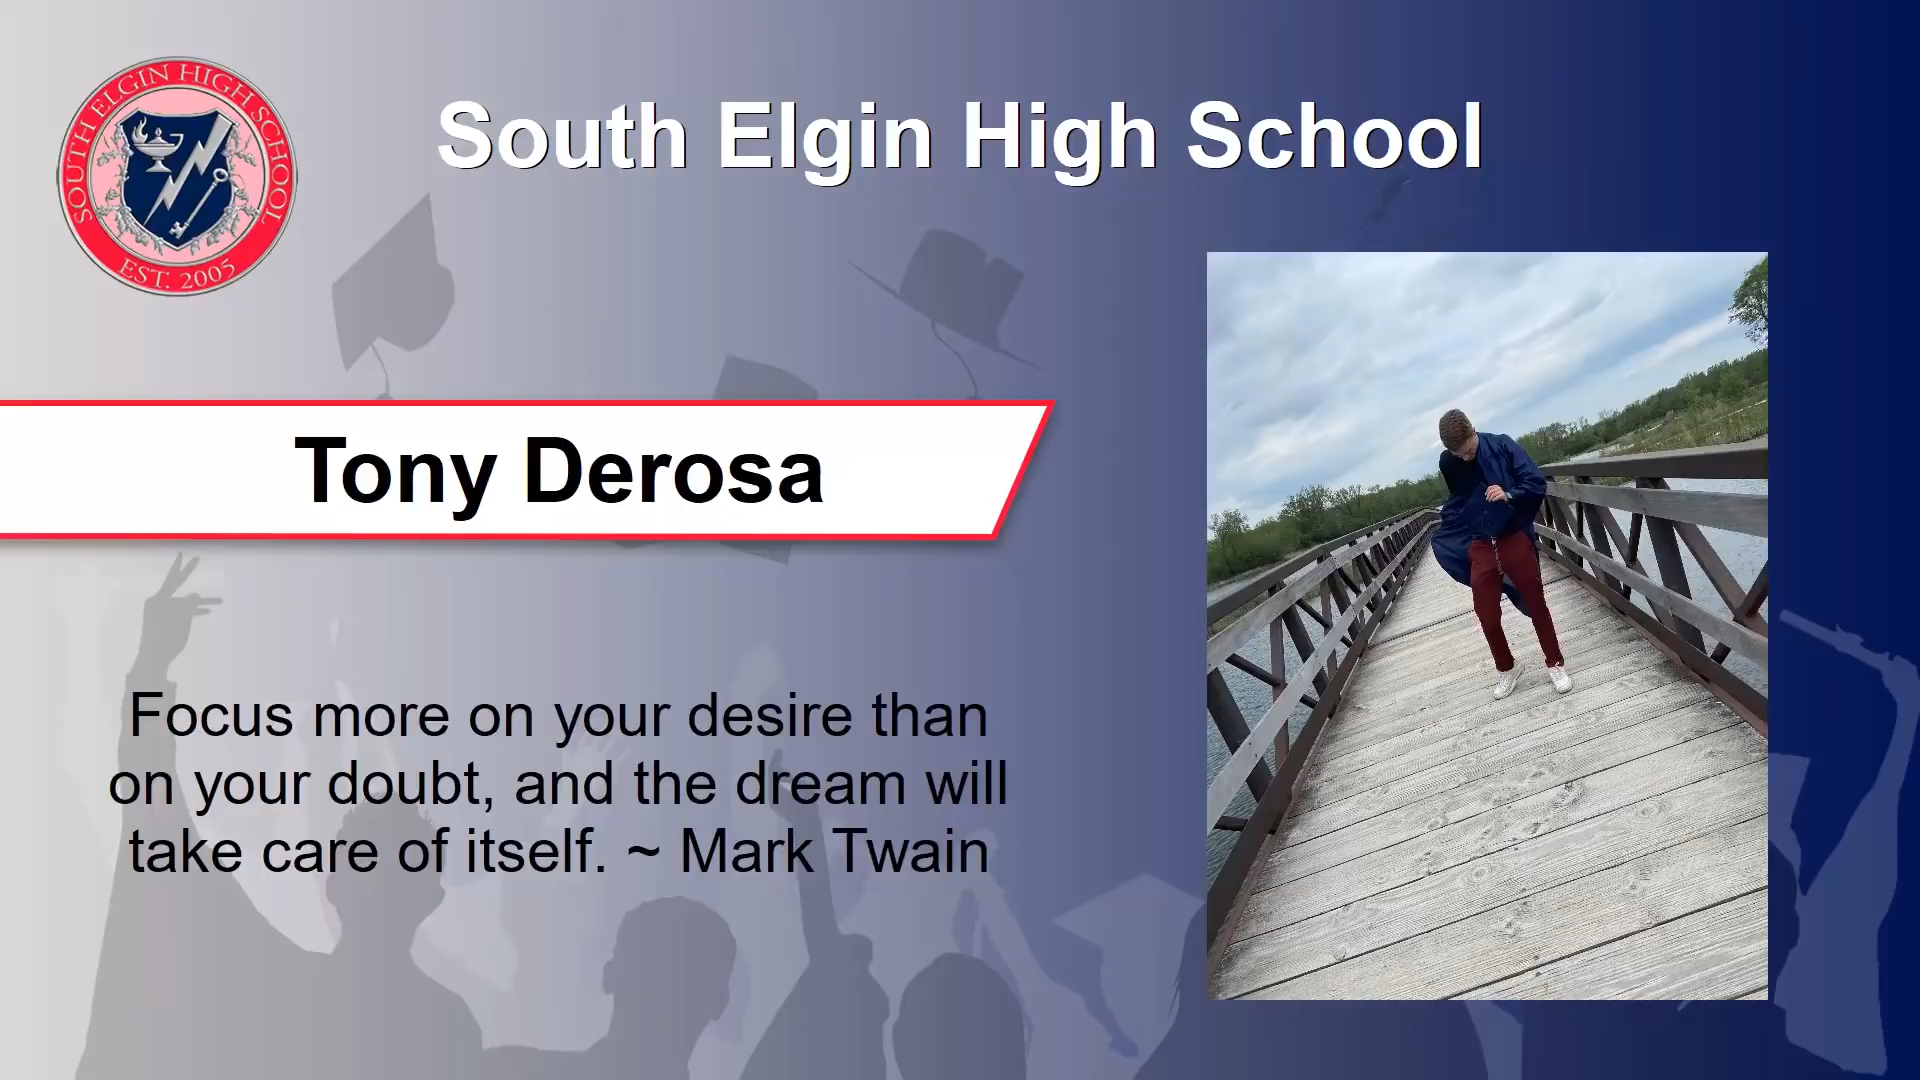 SOUTH ELGIN HIGH SCHOOL
EST. 2005
South Elgin High School
Tony Derosa
Focus more on your desire than
on your doubt, and the dream will
take care of itself. ~ Mark Twain